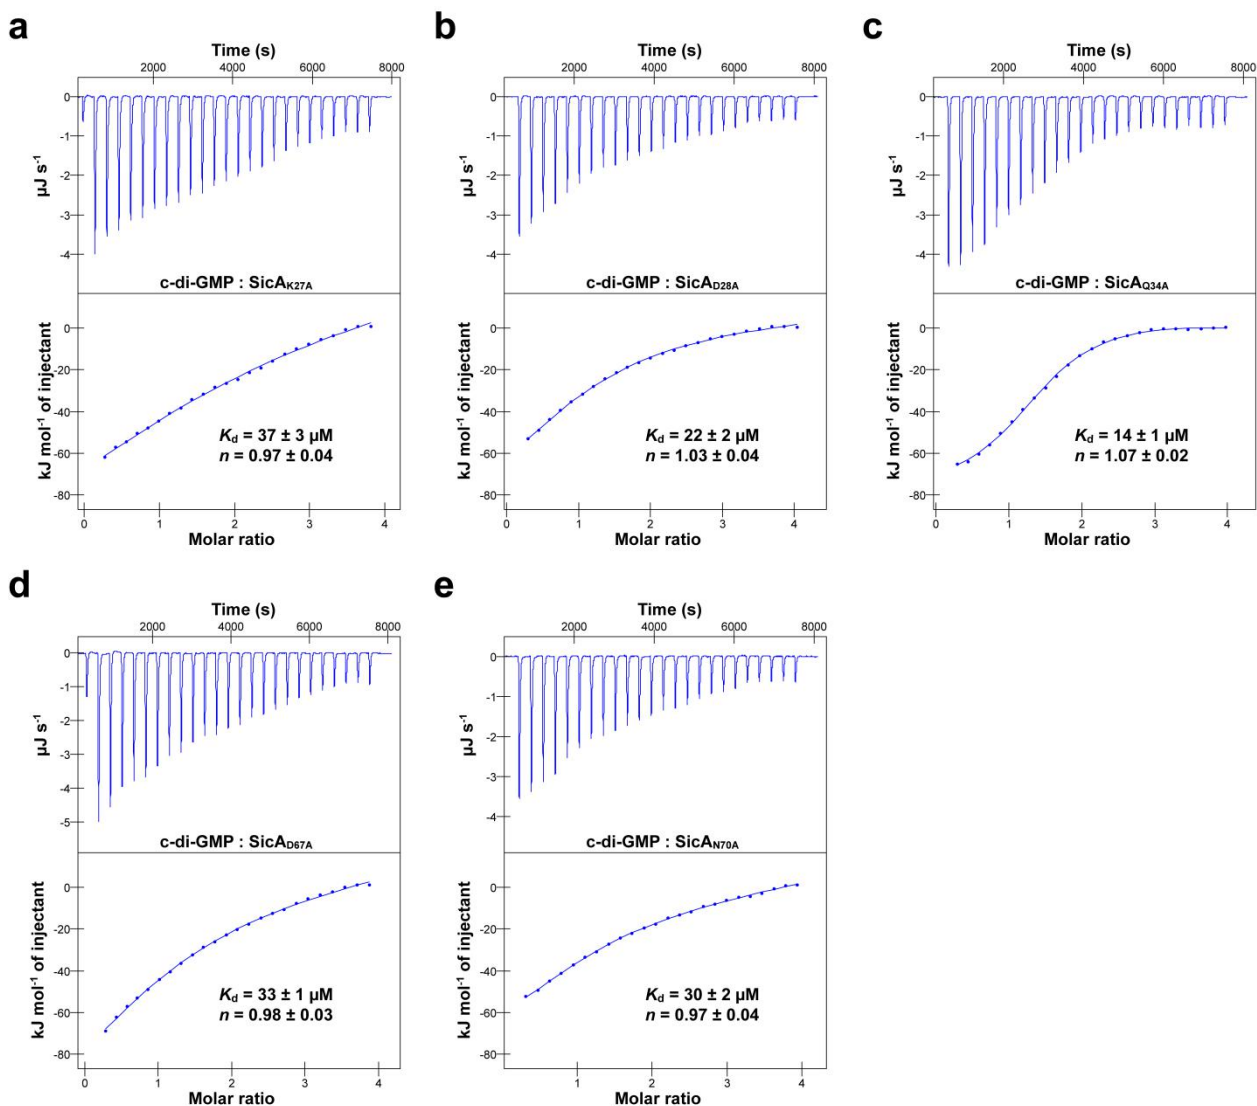 a
Time (s)
2000 4000 6000 8000
0
-1
-2
-3
-4
µJ s⁻¹
c-di-GMP : SicA_K27A
0
-20
-40
-60
-80
kJ mol⁻¹ of injectant
K_d = 37 ± 3 µM
n = 0.97 ± 0.04
0 1 2 3 4
Molar ratio
b
Time (s)
2000 4000 6000 8000
0
-1
-2
-3
-4
µJ s⁻¹
c-di-GMP : SicA_D28A
0
-20
-40
-60
-80
kJ mol⁻¹ of injectant
K_d = 22 ± 2 µM
n = 1.03 ± 0.04
0 1 2 3 4
Molar ratio
c
Time (s)
2000 4000 6000 8000
0
-1
-2
-3
-4
µJ s⁻¹
c-di-GMP : SicA_Q34A
0
-20
-40
-60
-80
kJ mol⁻¹ of injectant
K_d = 14 ± 1 µM
n = 1.07 ± 0.02
0 1 2 3 4
Molar ratio
d
Time (s)
2000 4000 6000 8000
0
-1
-2
-3
-4
-5
µJ s⁻¹
c-di-GMP : SicA_D67A
0
-20
-40
-60
-80
kJ mol⁻¹ of injectant
K_d = 33 ± 1 µM
n = 0.98 ± 0.03
0 1 2 3 4
Molar ratio
e
Time (s)
2000 4000 6000 8000
0
-1
-2
-3
-4
µJ s⁻¹
c-di-GMP : SicA_N70A
0
-20
-40
-60
-80
kJ mol⁻¹ of injectant
K_d = 30 ± 2 µM
n = 0.97 ± 0.04
1 2 3 4
Molar ratio